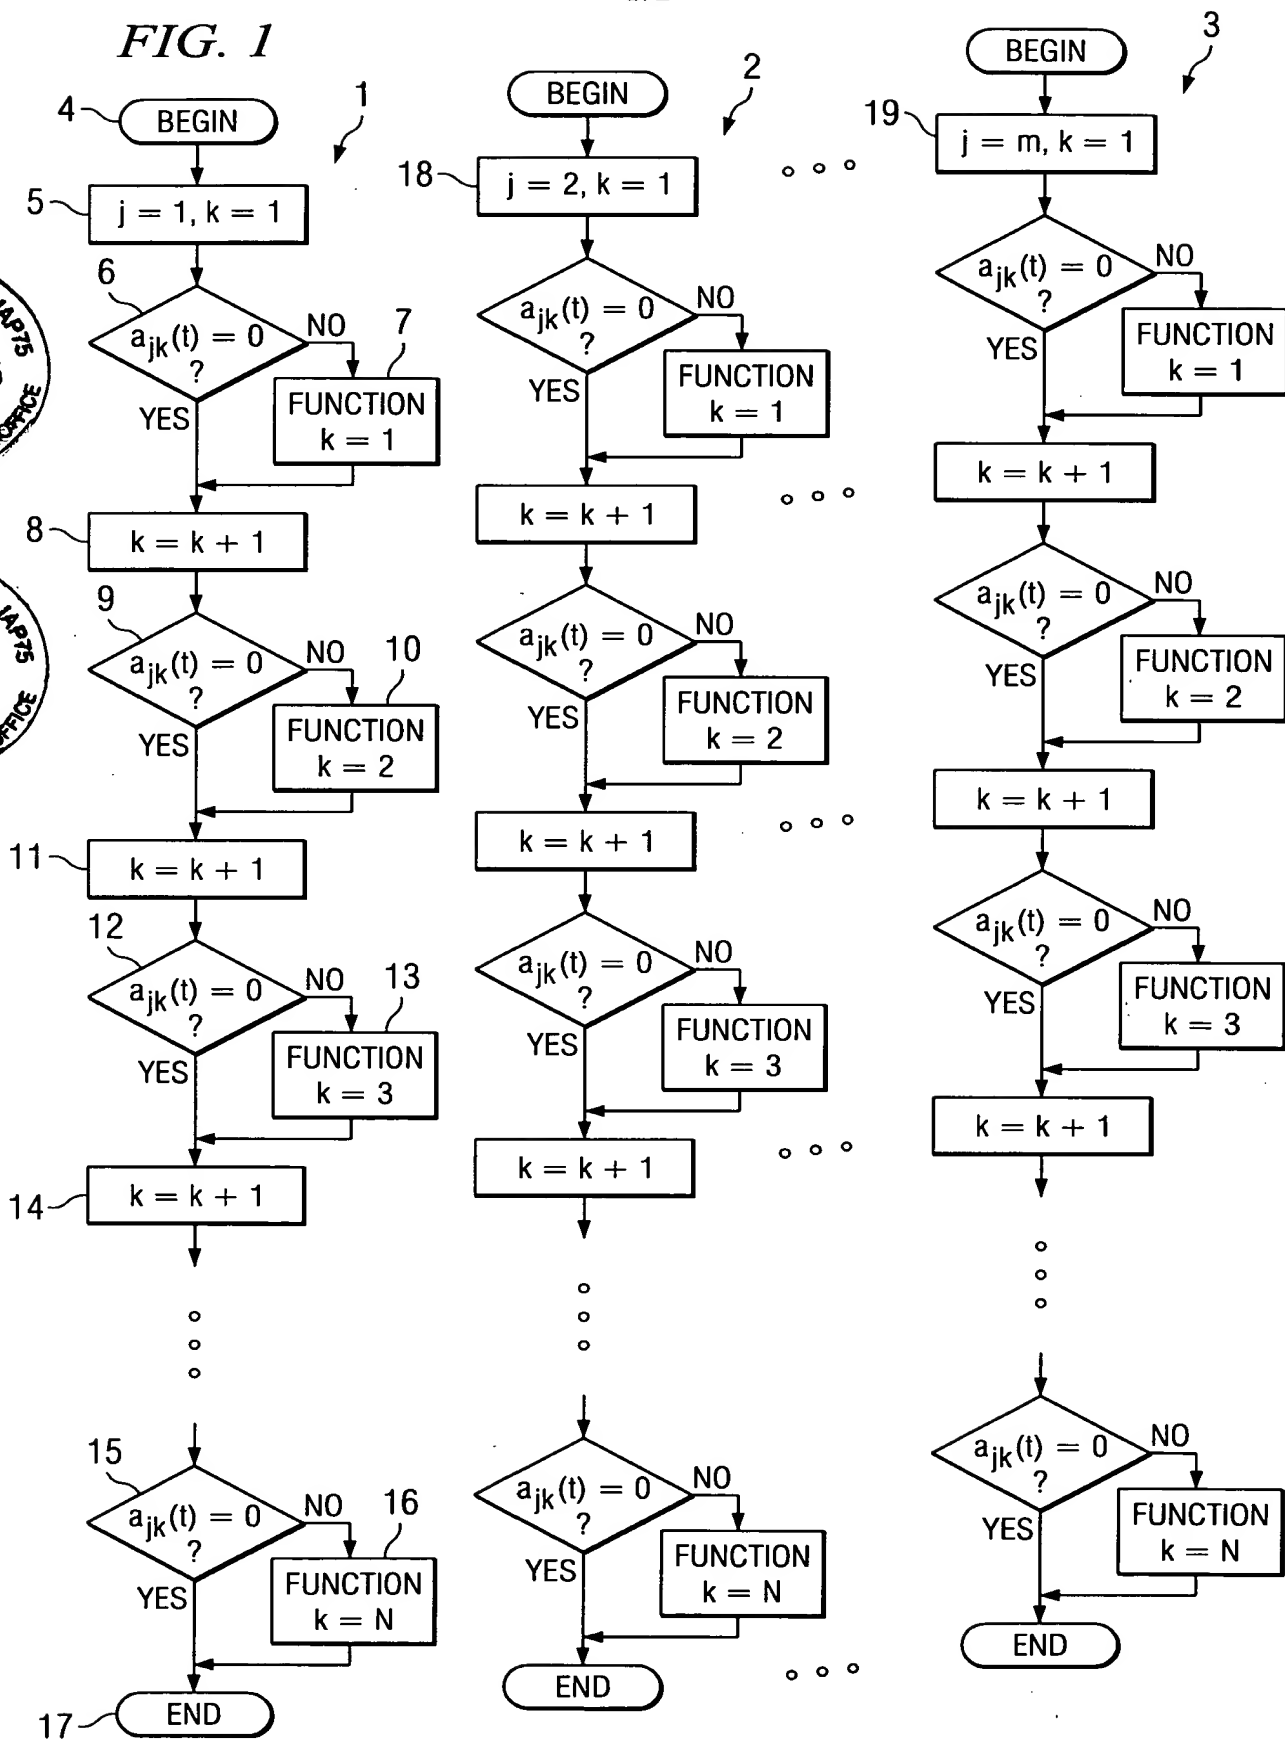 FIG. 1
1
4
BEGIN
5
j = 1, k = 1
6
a_jk(t) = 0
?
NO
YES
7
FUNCTION
k = 1
8
k = k + 1
9
a_jk(t) = 0
?
NO
YES
10
FUNCTION
k = 2
11
k = k + 1
12
a_jk(t) = 0
?
NO
YES
13
FUNCTION
k = 3
14
k = k + 1
15
a_jk(t) = 0
?
NO
YES
16
FUNCTION
k = N
17
END
2
BEGIN
18
j = 2, k = 1
a_jk(t) = 0
?
NO
YES
FUNCTION
k = 1
k = k + 1
a_jk(t) = 0
?
NO
YES
FUNCTION
k = 2
k = k + 1
a_jk(t) = 0
?
NO
YES
FUNCTION
k = 3
k = k + 1
a_jk(t) = 0
?
NO
YES
FUNCTION
k = N
END
3
BEGIN
19
j = m, k = 1
a_jk(t) = 0
?
NO
YES
FUNCTION
k = 1
k = k + 1
a_jk(t) = 0
?
NO
YES
FUNCTION
k = 2
k = k + 1
a_jk(t) = 0
?
NO
YES
FUNCTION
k = 3
k = k + 1
a_jk(t) = 0
?
NO
YES
FUNCTION
k = N
END
IAP75
OFFICE
IAP75